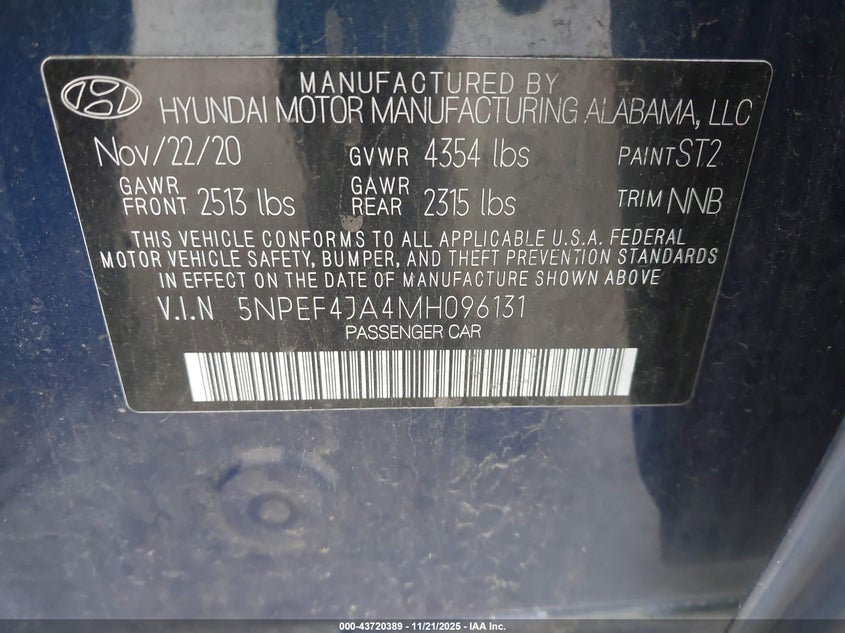 MANUFACTURED BY
HYUNDAI MOTOR MANUFACTURING ALABAMA, LLC
Nov/22/20 GVWR 4354 lbs PAINT ST2
GAWR FRONT 2513 lbs GAWR REAR 2315 lbs TRIM NNB
THIS VEHICLE CONFORMS TO ALL APPLICABLE U.S.A. FEDERAL
MOTOR VEHICLE SAFETY, BUMPER, AND THEFT PREVENTION STANDARDS
IN EFFECT ON THE DATE OF MANUFACTURE SHOWN ABOVE
V.I.N 5NPEF4JA4MH096131
PASSENGER CAR
000-43720389 - 11/21/2025 - IAA Inc.